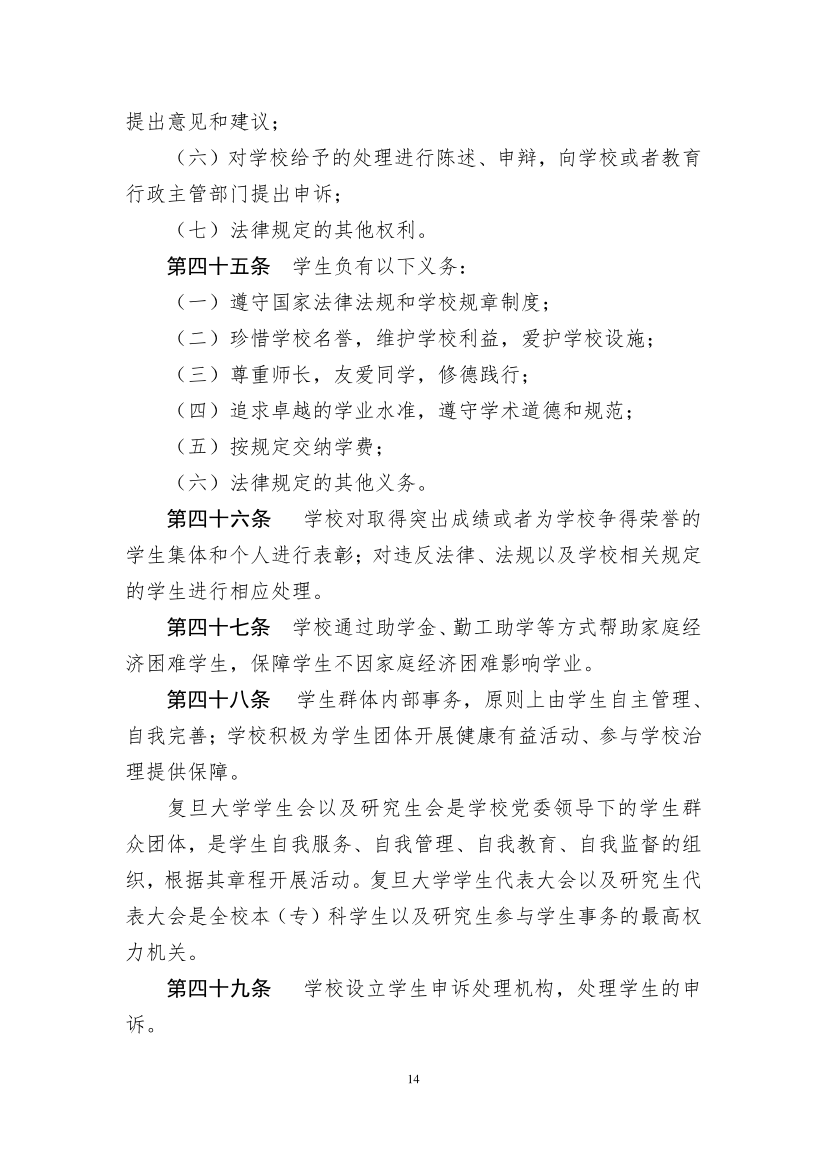 提出意见和建议；
（六）对学校给予的处理进行陈述、申辩，向学校或者教育
行政主管部门提出申诉；
（七）法律规定的其他权利。
第四十五条　学生负有以下义务：
（一）遵守国家法律法规和学校规章制度；
（二）珍惜学校名誉，维护学校利益，爱护学校设施；
（三）尊重师长，友爱同学，修德践行；
（四）追求卓越的学业水准，遵守学术道德和规范；
（五）按规定交纳学费；
（六）法律规定的其他义务。
第四十六条　学校对取得突出成绩或者为学校争得荣誉的
学生集体和个人进行表彰；对违反法律、法规以及学校相关规定
的学生进行相应处理。
第四十七条　学校通过助学金、勤工助学等方式帮助家庭经
济困难学生，保障学生不因家庭经济困难影响学业。
第四十八条　学生群体内部事务，原则上由学生自主管理、
自我完善；学校积极为学生团体开展健康有益活动、参与学校治
理提供保障。
复旦大学学生会以及研究生会是学校党委领导下的学生群
众团体，是学生自我服务、自我管理、自我教育、自我监督的组
织，根据其章程开展活动。复旦大学学生代表大会以及研究生代
表大会是全校本（专）科学生以及研究生参与学生事务的最高权
力机关。
第四十九条　学校设立学生申诉处理机构，处理学生的申
诉。
14